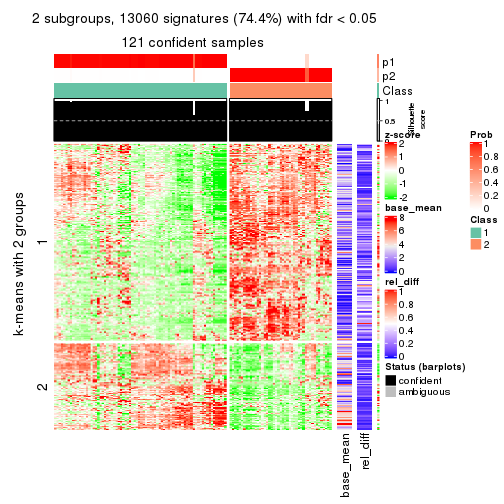 2 subgroups, 13060 signatures (74.4%) with fdr < 0.05
121 confident samples
p1
p2
Class
1
0.5
0
Silhouette
score
k-means with 2 groups
1
2
z-score
2
1
0
-1
-2
base_mean
8
6
4
2
0
rel_diff
1
0.8
0.6
0.4
0.2
0
Status (barplots)
confident
ambiguous
Prob
1
0.8
0.6
0.4
0.2
0
Class
1
2
base_mean
rel_diff